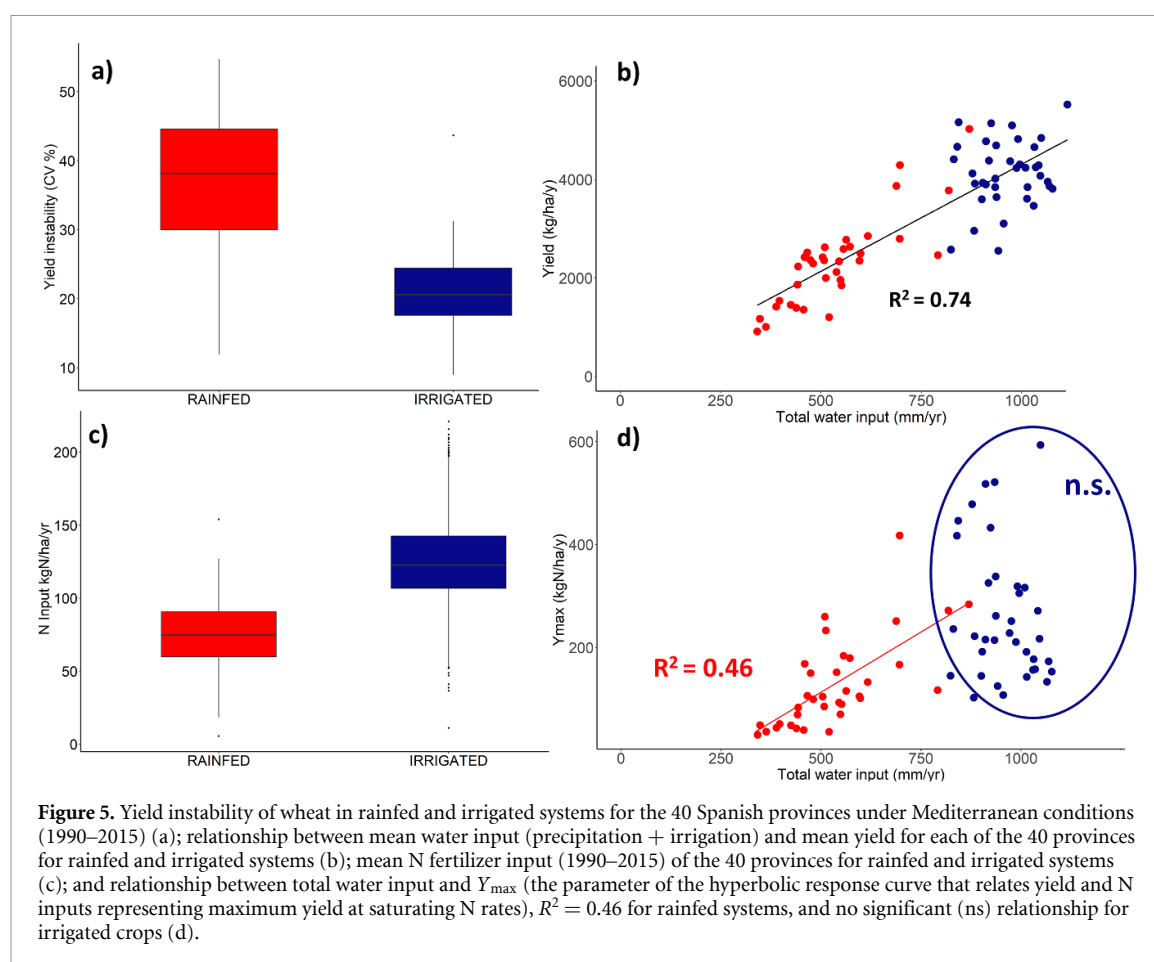 a)
Yield instability (CV %)
50
40
30
20
10
RAINFED
IRRIGATED
b)
Yield (kg/ha/y)
6000
4000
2000
0
R² = 0.74
0
250
500
750
1000
Total water input (mm/yr)
c)
N Input kgN/ha/yr
200
150
100
50
0
RAINFED
IRRIGATED
d)
Ymax (kgN/ha/y)
600
400
200
n.s.
R² = 0.46
0
250
500
750
1000
Total water input (mm/yr)
Figure 5. Yield instability of wheat in rainfed and irrigated systems for the 40 Spanish provinces under Mediterranean conditions
(1990–2015) (a); relationship between mean water input (precipitation + irrigation) and mean yield for each of the 40 provinces
for rainfed and irrigated systems (b); mean N fertilizer input (1990–2015) of the 40 provinces for rainfed and irrigated systems
(c); and relationship between total water input and Ymax (the parameter of the hyperbolic response curve that relates yield and N
inputs representing maximum yield at saturating N rates), R² = 0.46 for rainfed systems, and no significant (ns) relationship for
irrigated crops (d).